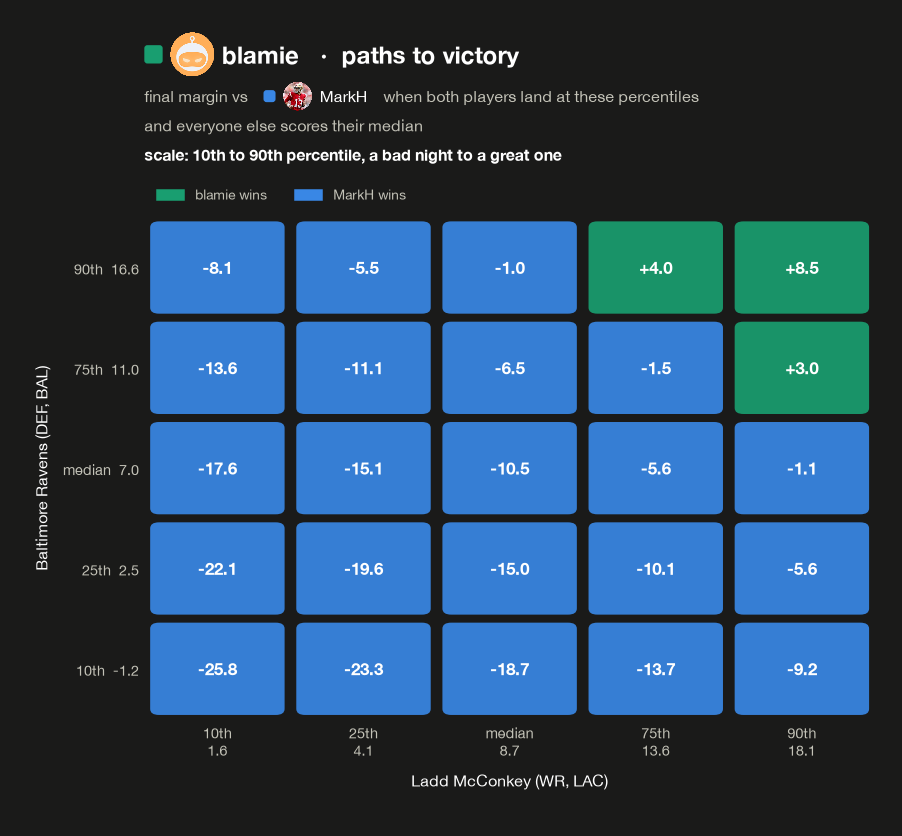 blamie · paths to victory
final margin vs MarkH when both players land at these percentiles
and everyone else scores their median
scale: 10th to 90th percentile, a bad night to a great one
blamie wins MarkH wins
90th 16.6 -8.1 -5.5 -1.0 +4.0 +8.5
75th 11.0 -13.6 -11.1 -6.5 -1.5 +3.0
median 7.0 -17.6 -15.1 -10.5 -5.6 -1.1
25th 2.5 -22.1 -19.6 -15.0 -10.1 -5.6
10th -1.2 -25.8 -23.3 -18.7 -13.7 -9.2
Baltimore Ravens (DEF, BAL)
10th 25th median 75th 90th
1.6 4.1 8.7 13.6 18.1
Ladd McConkey (WR, LAC)